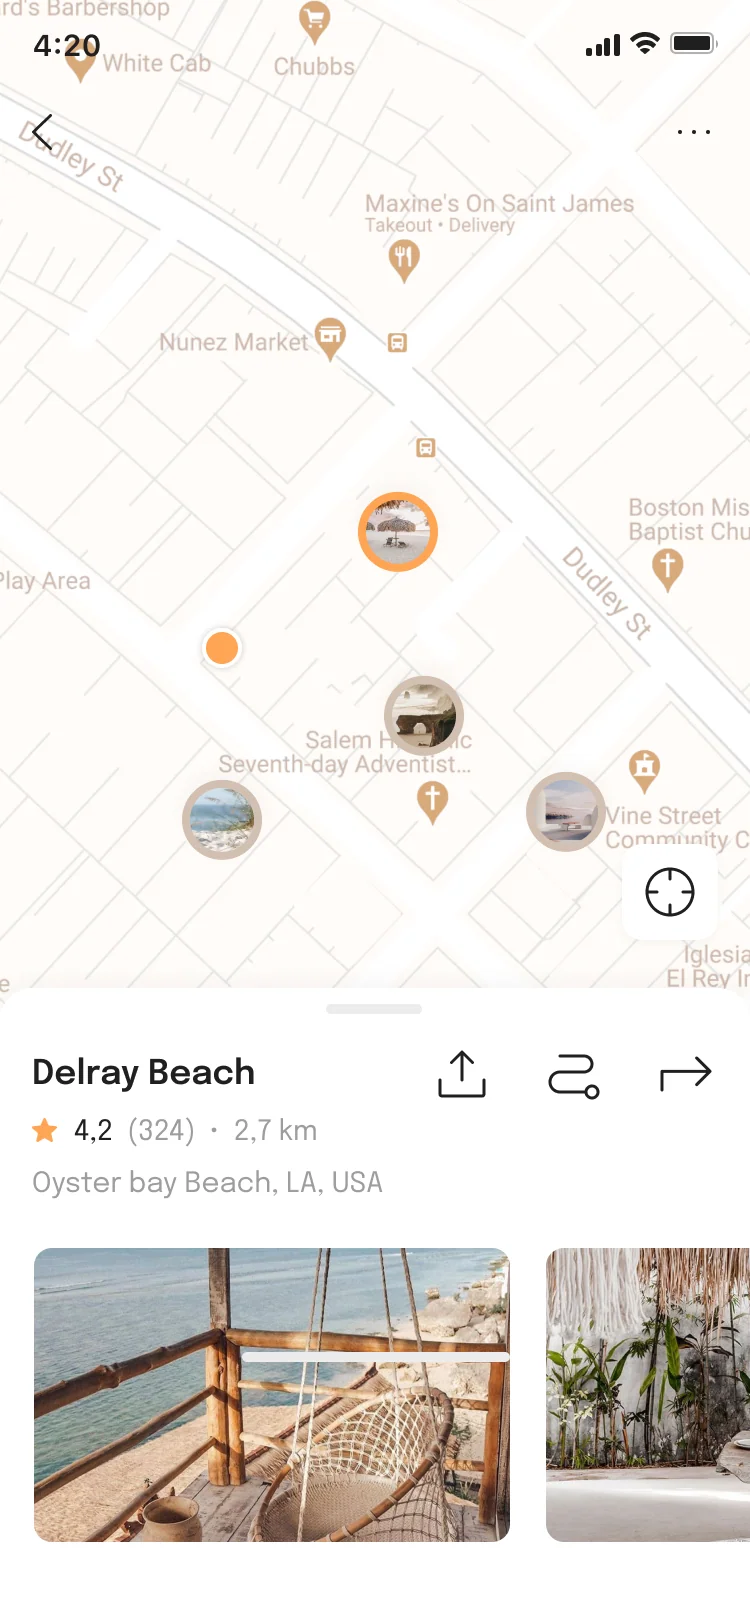 rd's Barbershop
4:20
White Cab
Chubbs
Dudley St
Maxine's On Saint James
Takeout • Delivery
Nunez Market
Boston Mis
Baptist Chu
Play Area
Dudley St
Salem H
ic
Seventh-day Adventist...
Vine Street
Community C
Iglesia
El Rey In
e
Delray Beach
4,2 (324) · 2,7 km
Oyster bay Beach, LA, USA